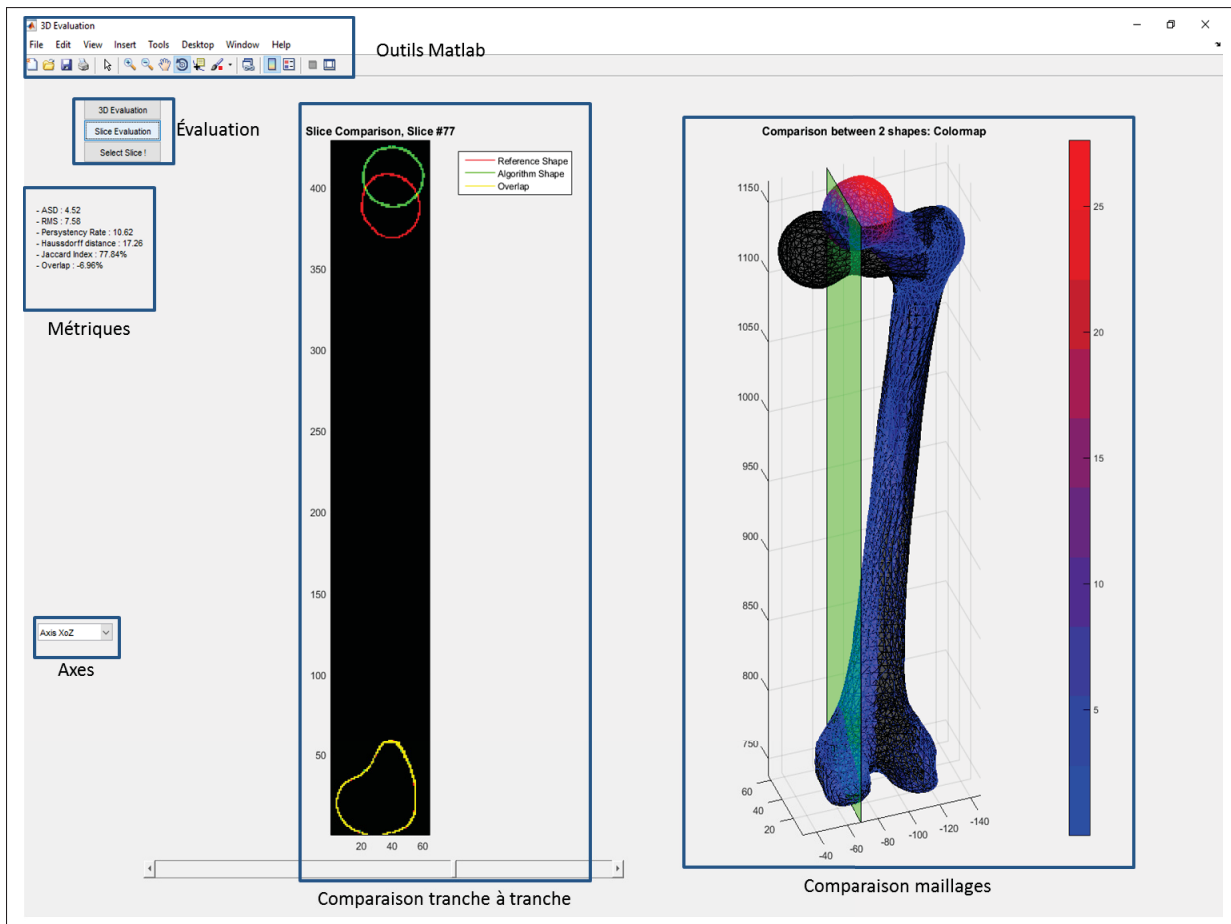 3D Evaluation
File Edit View Insert Tools Desktop Window Help
Outils Matlab
3D Evaluation
Slice Evaluation
Select Slice !
Évaluation
- ASD : 4.52
- RMS : 7.58
- Persystency Rate : 10.62
- Haussdorff distance : 17.26
- Jaccard Index : 77.84%
- Overlap : -6.96%
Métriques
Axis XoZ
Axes
Slice Comparison, Slice #77
Reference Shape
Algorithm Shape
Overlap
400
350
300
250
200
150
100
50
20 40 60
Comparaison tranche à tranche
Comparison between 2 shapes: Colormap
1150
1100
1050
1000
950
900
850
800
750
60
40
20
-40 -60 -80 -100 -120 -140
25
20
15
10
5
Comparaison maillages